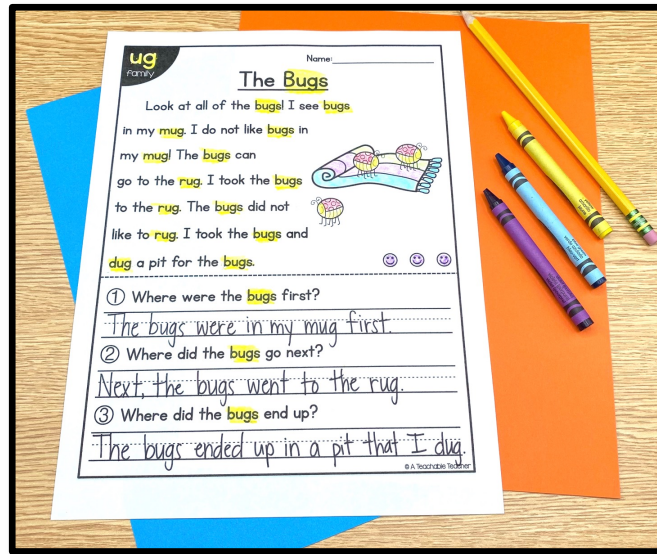 ug
family
Name:
The Bugs
Look at all of the bugs! I see bugs
in my mug. I do not like bugs in
my mug! The bugs can
go to the rug. I took the bugs
to the rug. The bugs did not
like to rug. I took the bugs and
dug a pit for the bugs.
1 Where were the bugs first?
The bugs were in my mug first.
2 Where did the bugs go next?
Next, the bugs went to the rug.
3 Where did the bugs end up?
The bugs ended up in a pit that I dug.
© A Teachable Teacher